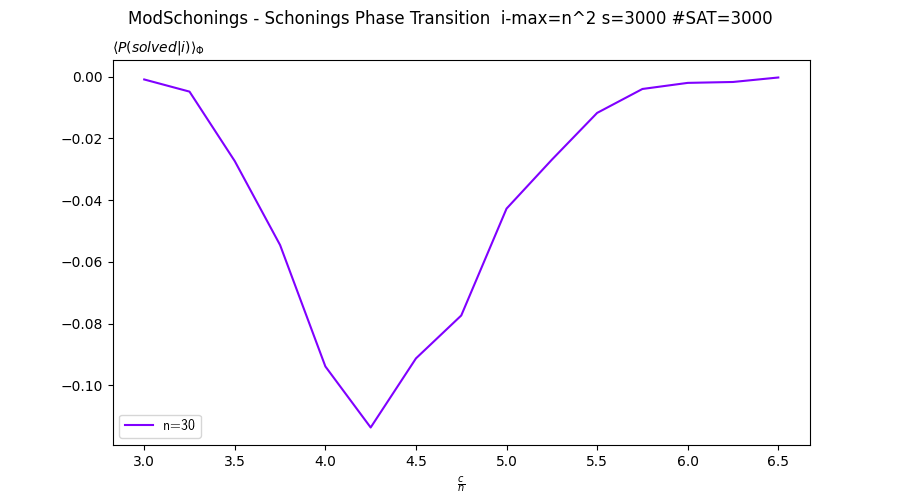 ModSchonings - Schonings Phase Transition  i-max=n^2 s=3000 #SAT=3000
⟨P(solved|i)⟩Φ
0.00
−0.02
−0.04
−0.06
−0.08
−0.10
n=30
3.0 3.5 4.0 4.5 5.0 5.5 6.0 6.5
c
n